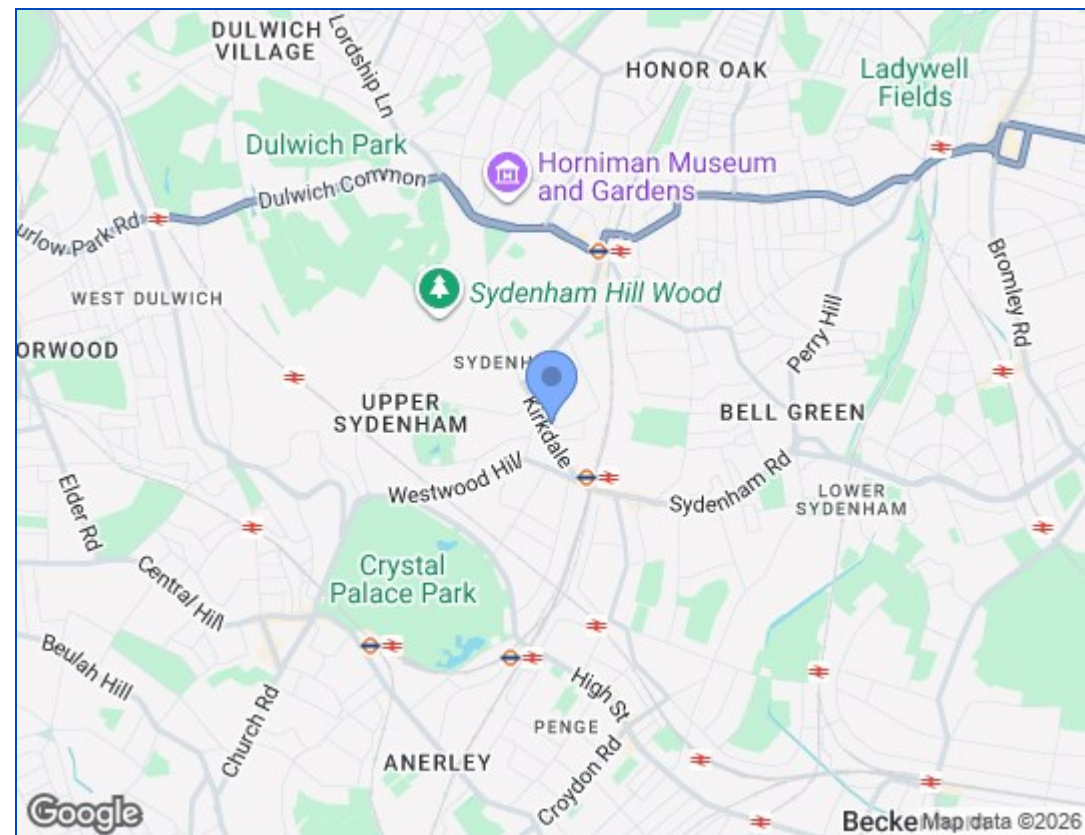 DULWICH
VILLAGE
Lordship Ln
HONOR OAK
Ladywell
Fields
Dulwich Park
Horniman Museum
and Gardens
Dulwich Common
urlow Park Rd
Bromley Rd
WEST DULWICH
Sydenham Hill Wood
Perry Hill
ORWOOD
SYDENH
UPPER
SYDENHAM
Kirkdale
BELL GREEN
Westwood Hill
Sydenham Rd
LOWER
SYDENHAM
Elder Rd
Central Hill
Crystal
Palace Park
Beulah Hill
Church Rd
High St
PENGE
ANERLEY
Croydon Rd
Google
Becke
Map data ©2026